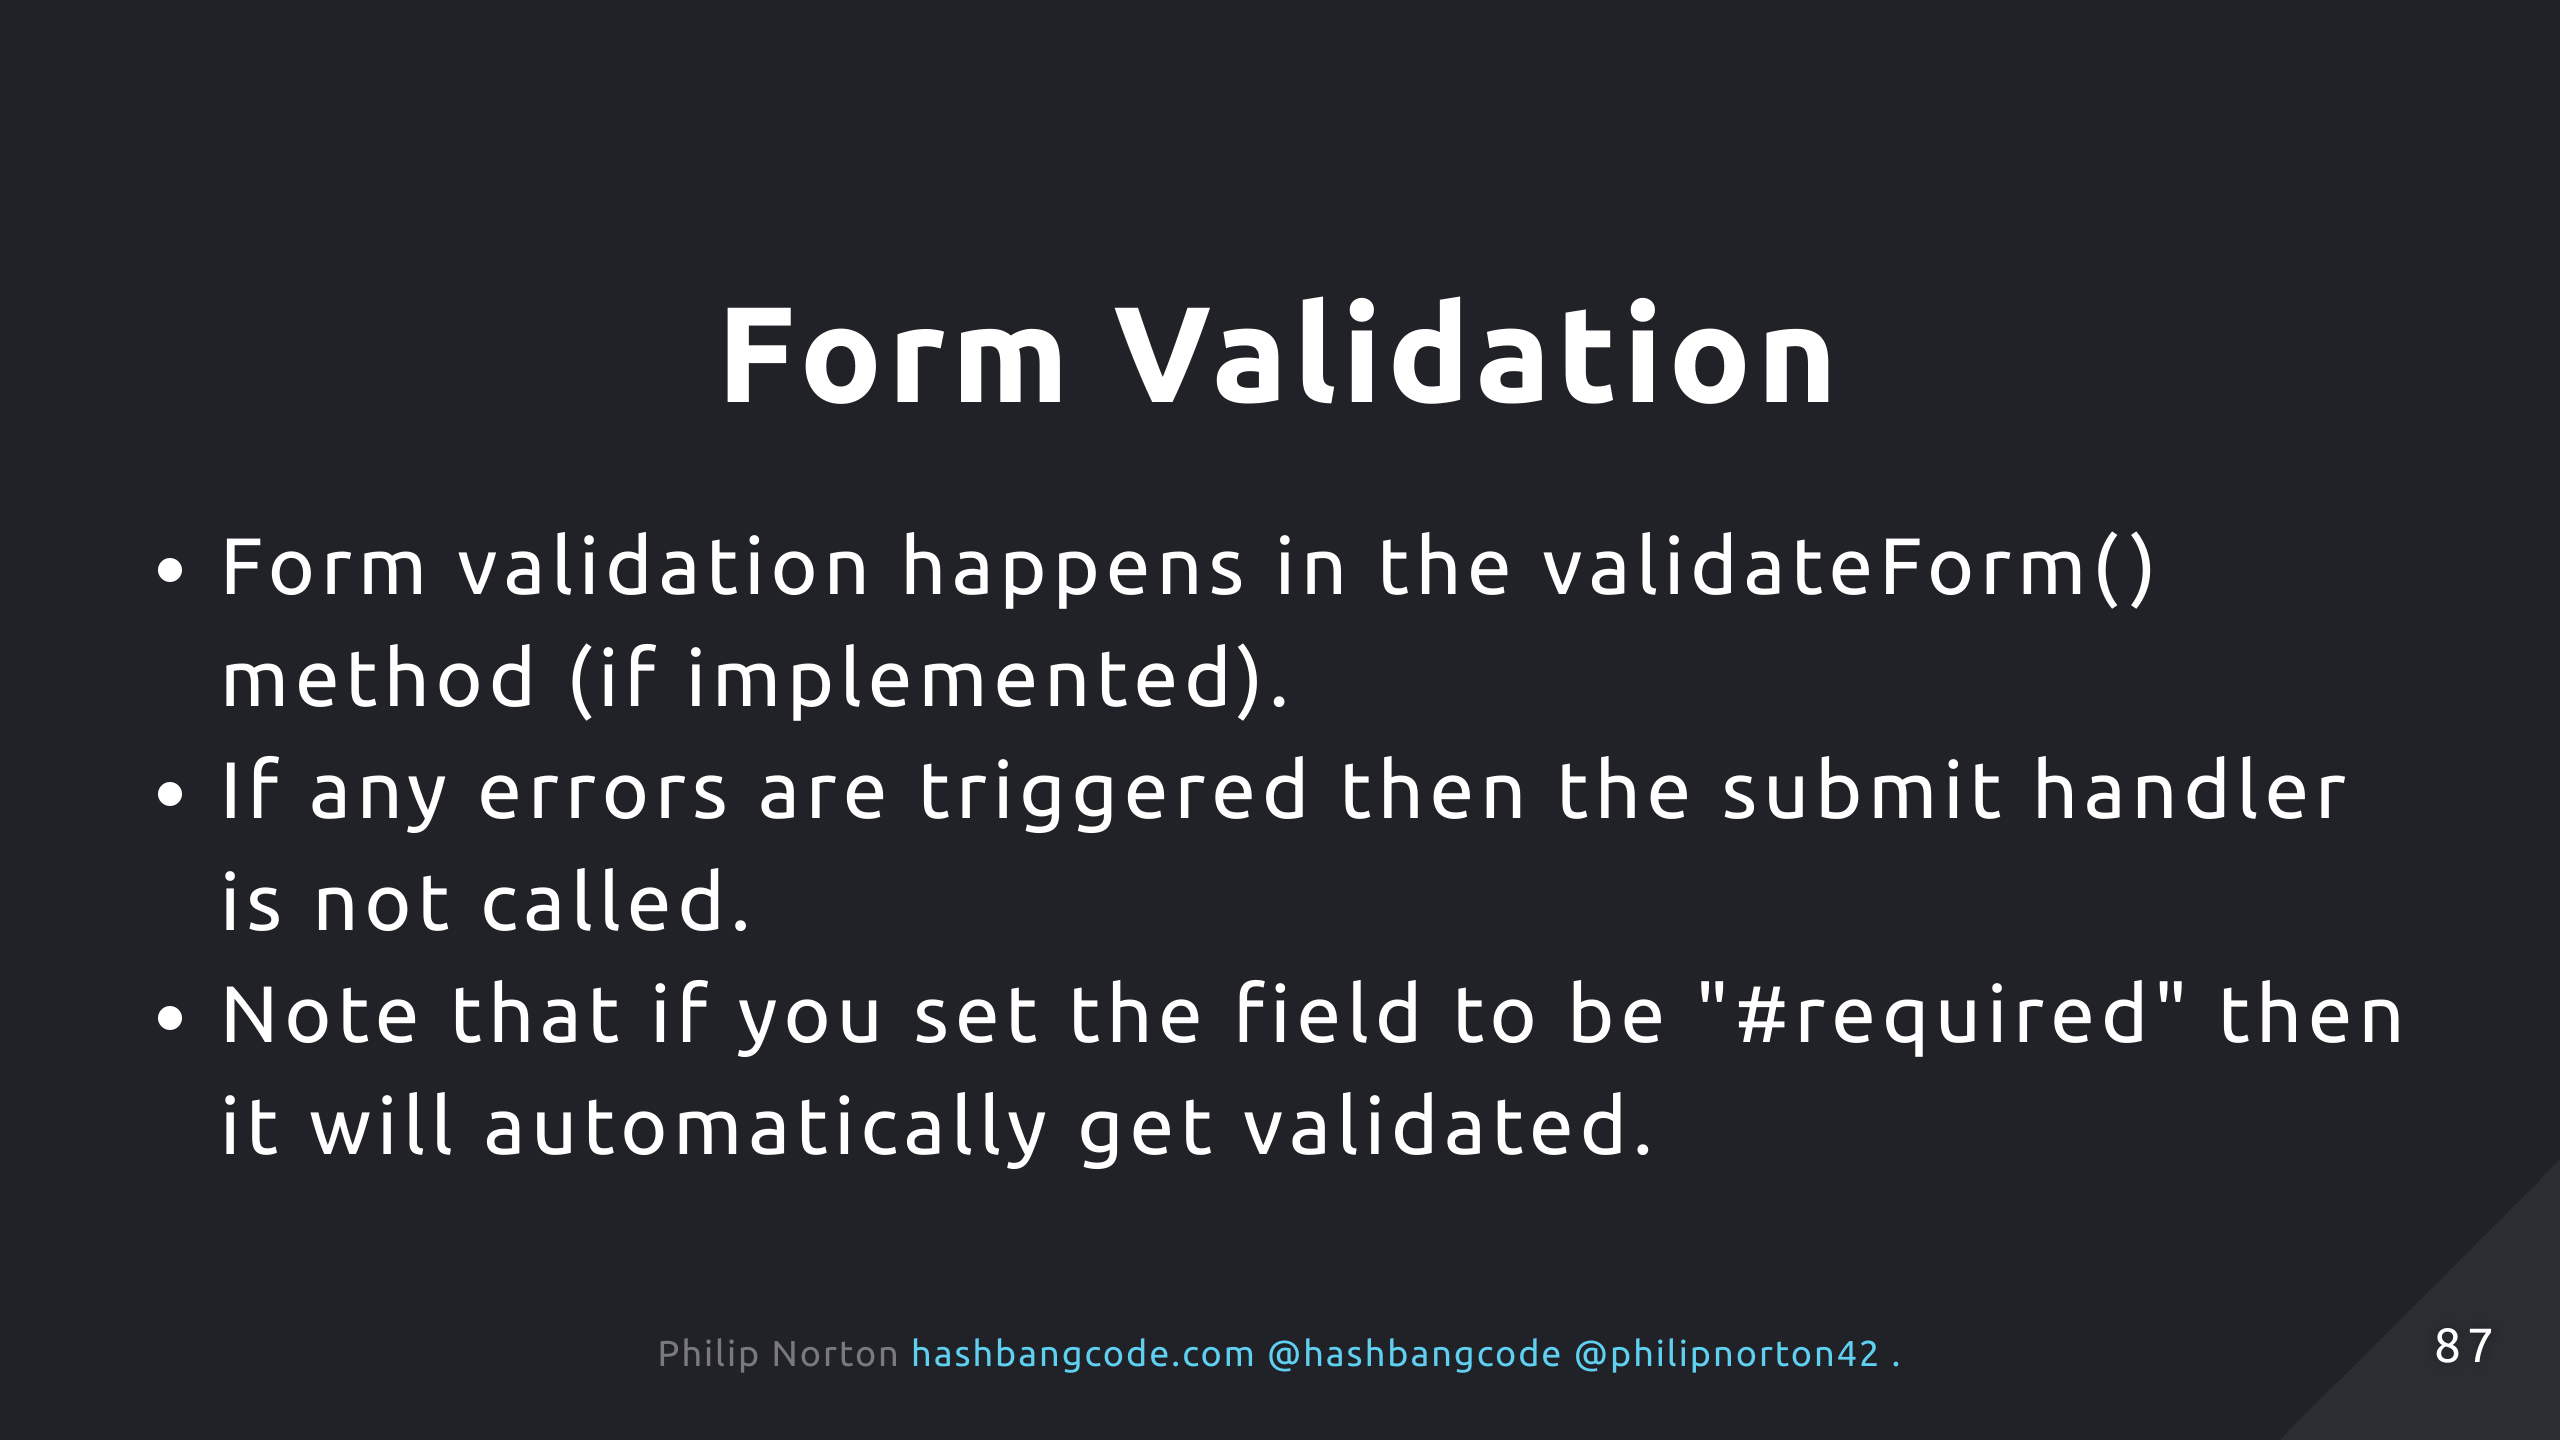 Form Validation
• Form validation happens in the validateForm()
method (if implemented).
• If any errors are triggered then the submit handler
is not called.
• Note that if you set the field to be "#required" then
it will automatically get validated.
Philip Norton hashbangcode.com @hashbangcode @philipnorton42 .
87